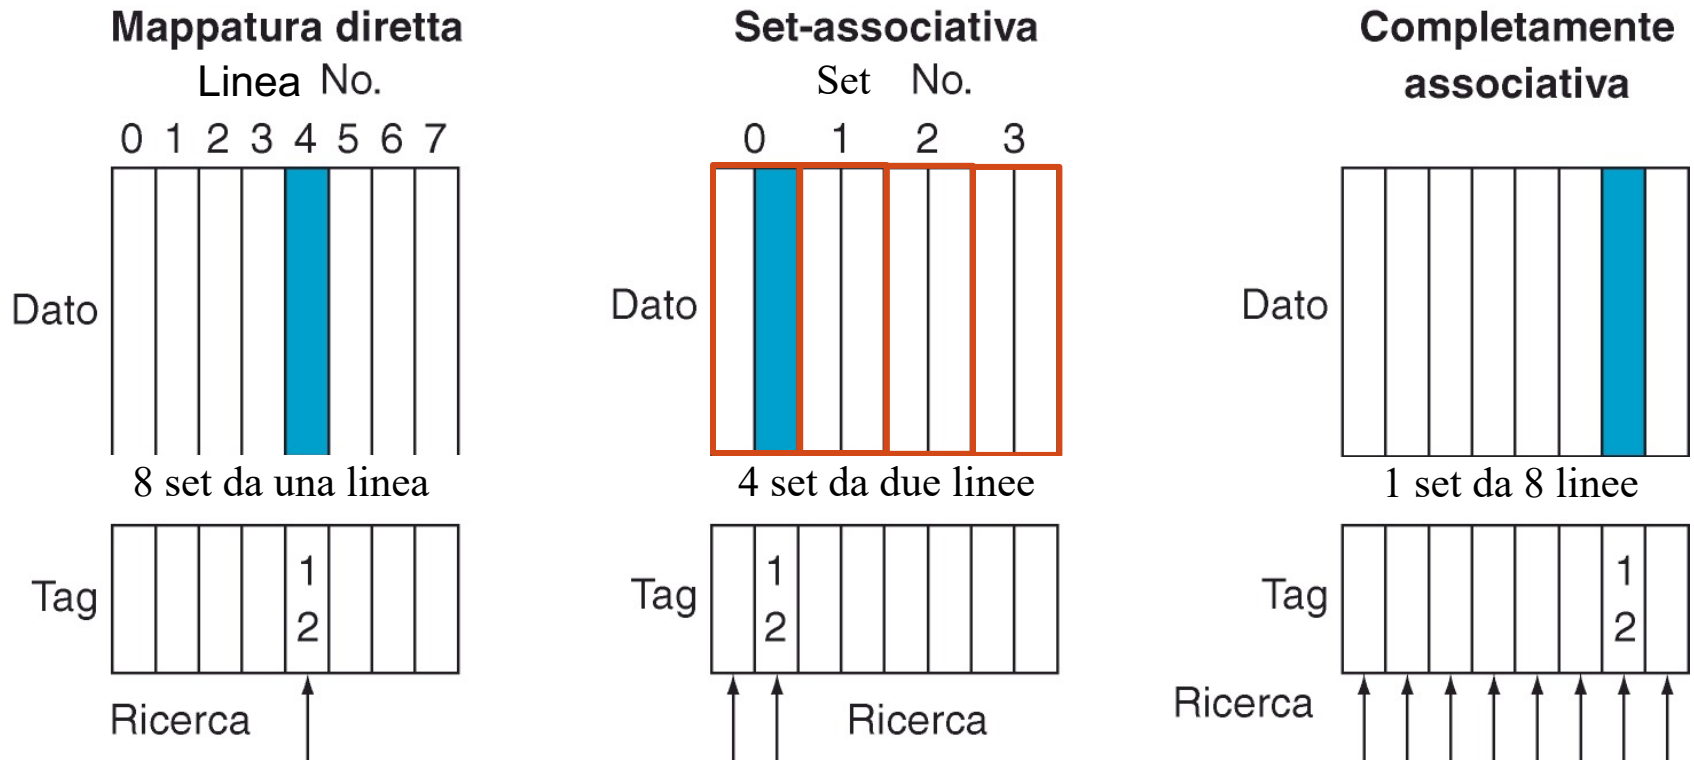 Mappatura diretta
Linea No.
0 1 2 3 4 5 6 7
Dato
8 set da una linea
Tag
1
2
Ricerca
Set-associativa
Set No.
0 1 2 3
Dato
4 set da due linee
Tag
1
2
Ricerca
Completamente
associativa
Dato
1 set da 8 linee
Tag
1
2
Ricerca